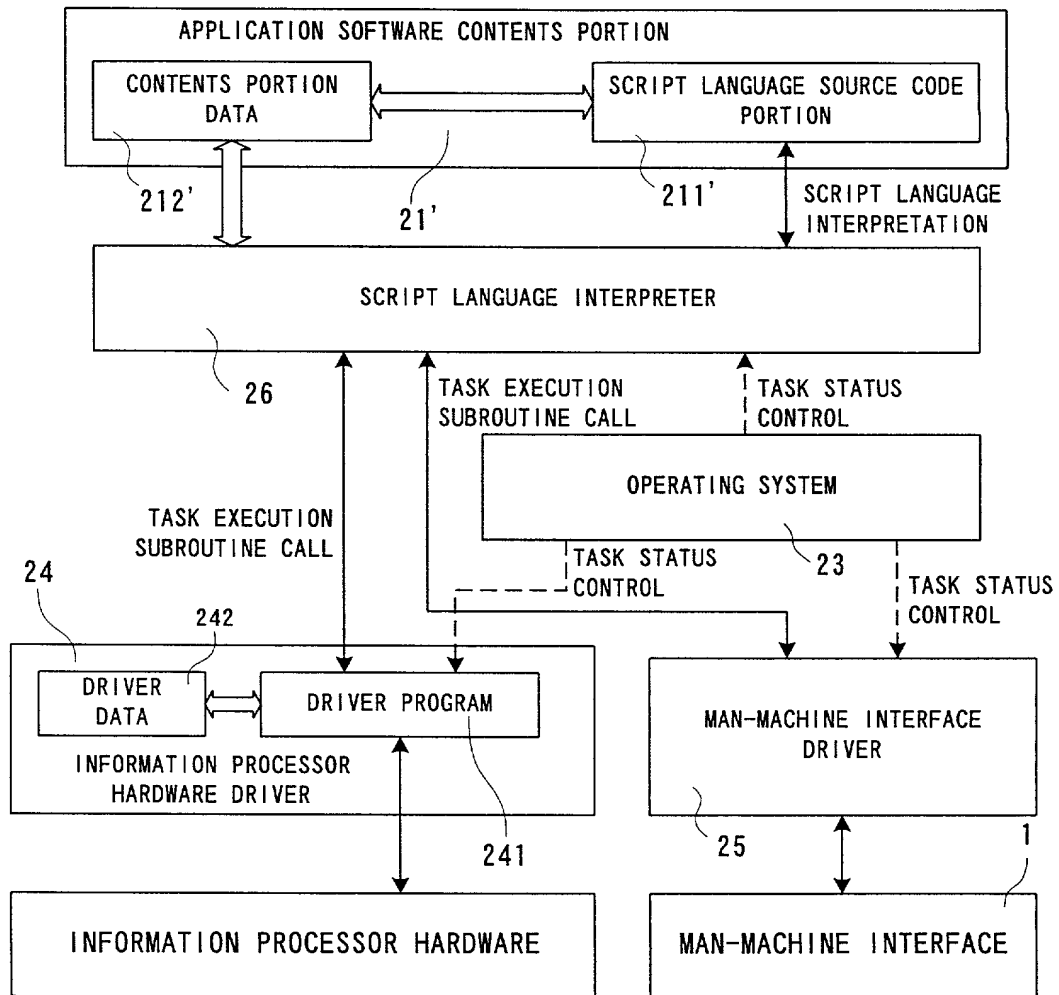 APPLICATION SOFTWARE CONTENTS PORTION
CONTENTS PORTION
DATA
SCRIPT LANGUAGE SOURCE CODE
PORTION
212'
21'
211'
SCRIPT LANGUAGE
INTERPRETATION
SCRIPT LANGUAGE INTERPRETER
26
TASK EXECUTION
SUBROUTINE CALL
TASK STATUS
CONTROL
OPERATING SYSTEM
23
TASK EXECUTION
SUBROUTINE CALL
TASK STATUS
CONTROL
TASK STATUS
CONTROL
24
242
DRIVER
DATA
DRIVER PROGRAM
INFORMATION PROCESSOR
HARDWARE DRIVER
241
MAN-MACHINE INTERFACE
DRIVER
25
1
INFORMATION PROCESSOR HARDWARE
MAN-MACHINE INTERFACE